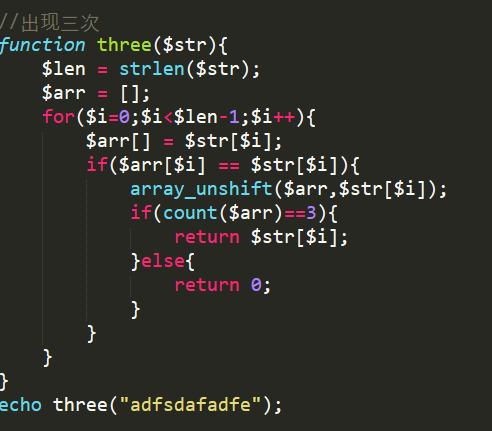 //出现三次
function three($str){
    $len = strlen($str);
    $arr = [];
    for($i=0;$i<$len-1;$i++){
        $arr[] = $str[$i];
        if($arr[$i] == $str[$i]){
            array_unshift($arr,$str[$i]);
            if(count($arr)==3){
                return $str[$i];
            }else{
                return 0;
            }
        }
    }
}
echo three("adfsdafadfe");